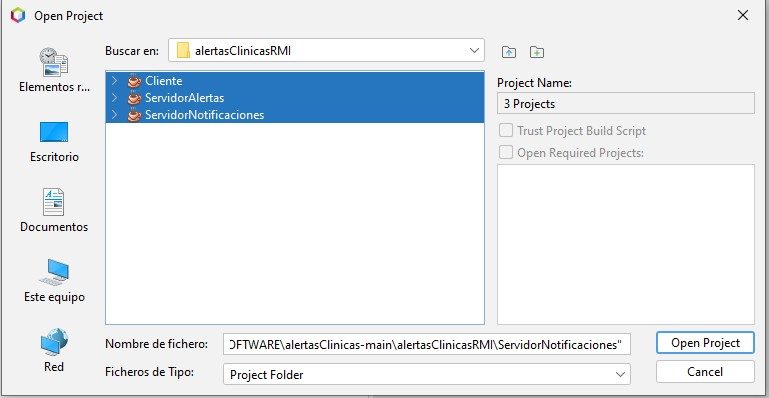 Open Project
Buscar en:
alertasClinicasRMI
Elementos r...
Escritorio
Documentos
Este equipo
Red
Cliente
ServidorAlertas
ServidorNotificaciones
Project Name:
3 Projects
Trust Project Build Script
Open Required Projects:
Nombre de fichero:
OFTWARE\alertasClinicas-main\alertasClinicasRMI\ServidorNotificaciones"
Open Project
Ficheros de Tipo:
Project Folder
Cancel